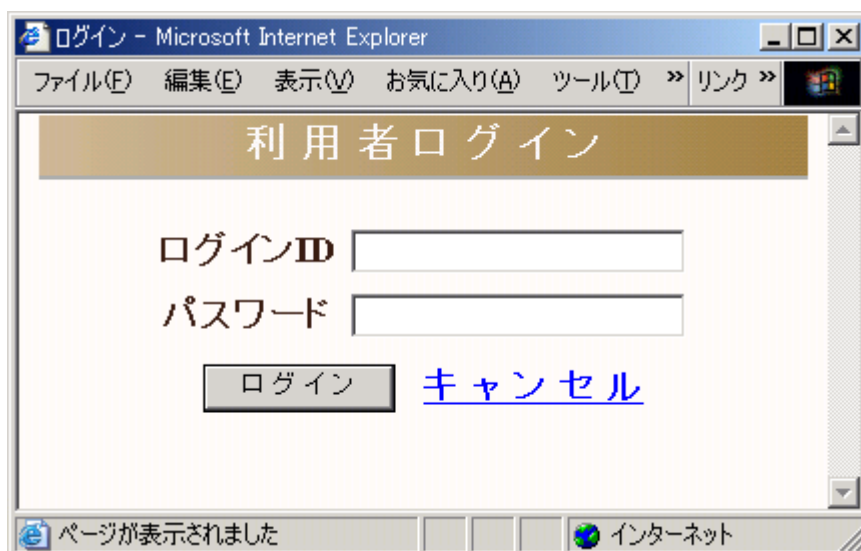 ログイン - Microsoft Internet Explorer
ファイル(F) 編集(E) 表示(V) お気に入り(A) ツール(T) » リンク »
利用者ログイン
ログインID
パスワード
ログイン キャンセル
ページが表示されました インターネット